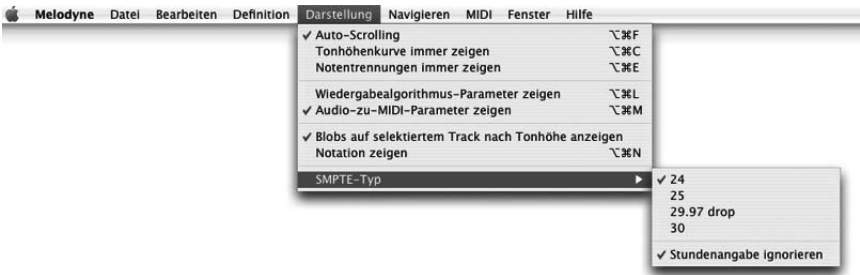 Melodyne Datei Bearbeiten Definition Darstellung Navigieren MIDI Fenster Hilfe
✓ Auto-Scrolling ⌥⌘F
Tonhöhenkurve immer zeigen ⌥⌘C
Notentrennungen immer zeigen ⌥⌘E
Wiedergabealgorithmus-Parameter zeigen ⌥⌘L
✓ Audio-zu-MIDI-Parameter zeigen ⌥⌘M
✓ Blobs auf selektiertem Track nach Tonhöhe anzeigen
Notation zeigen ⌥⌘N
SMPTE-Typ ▶
✓ 24
25
29.97 drop
30
✓ Stundenangabe ignorieren